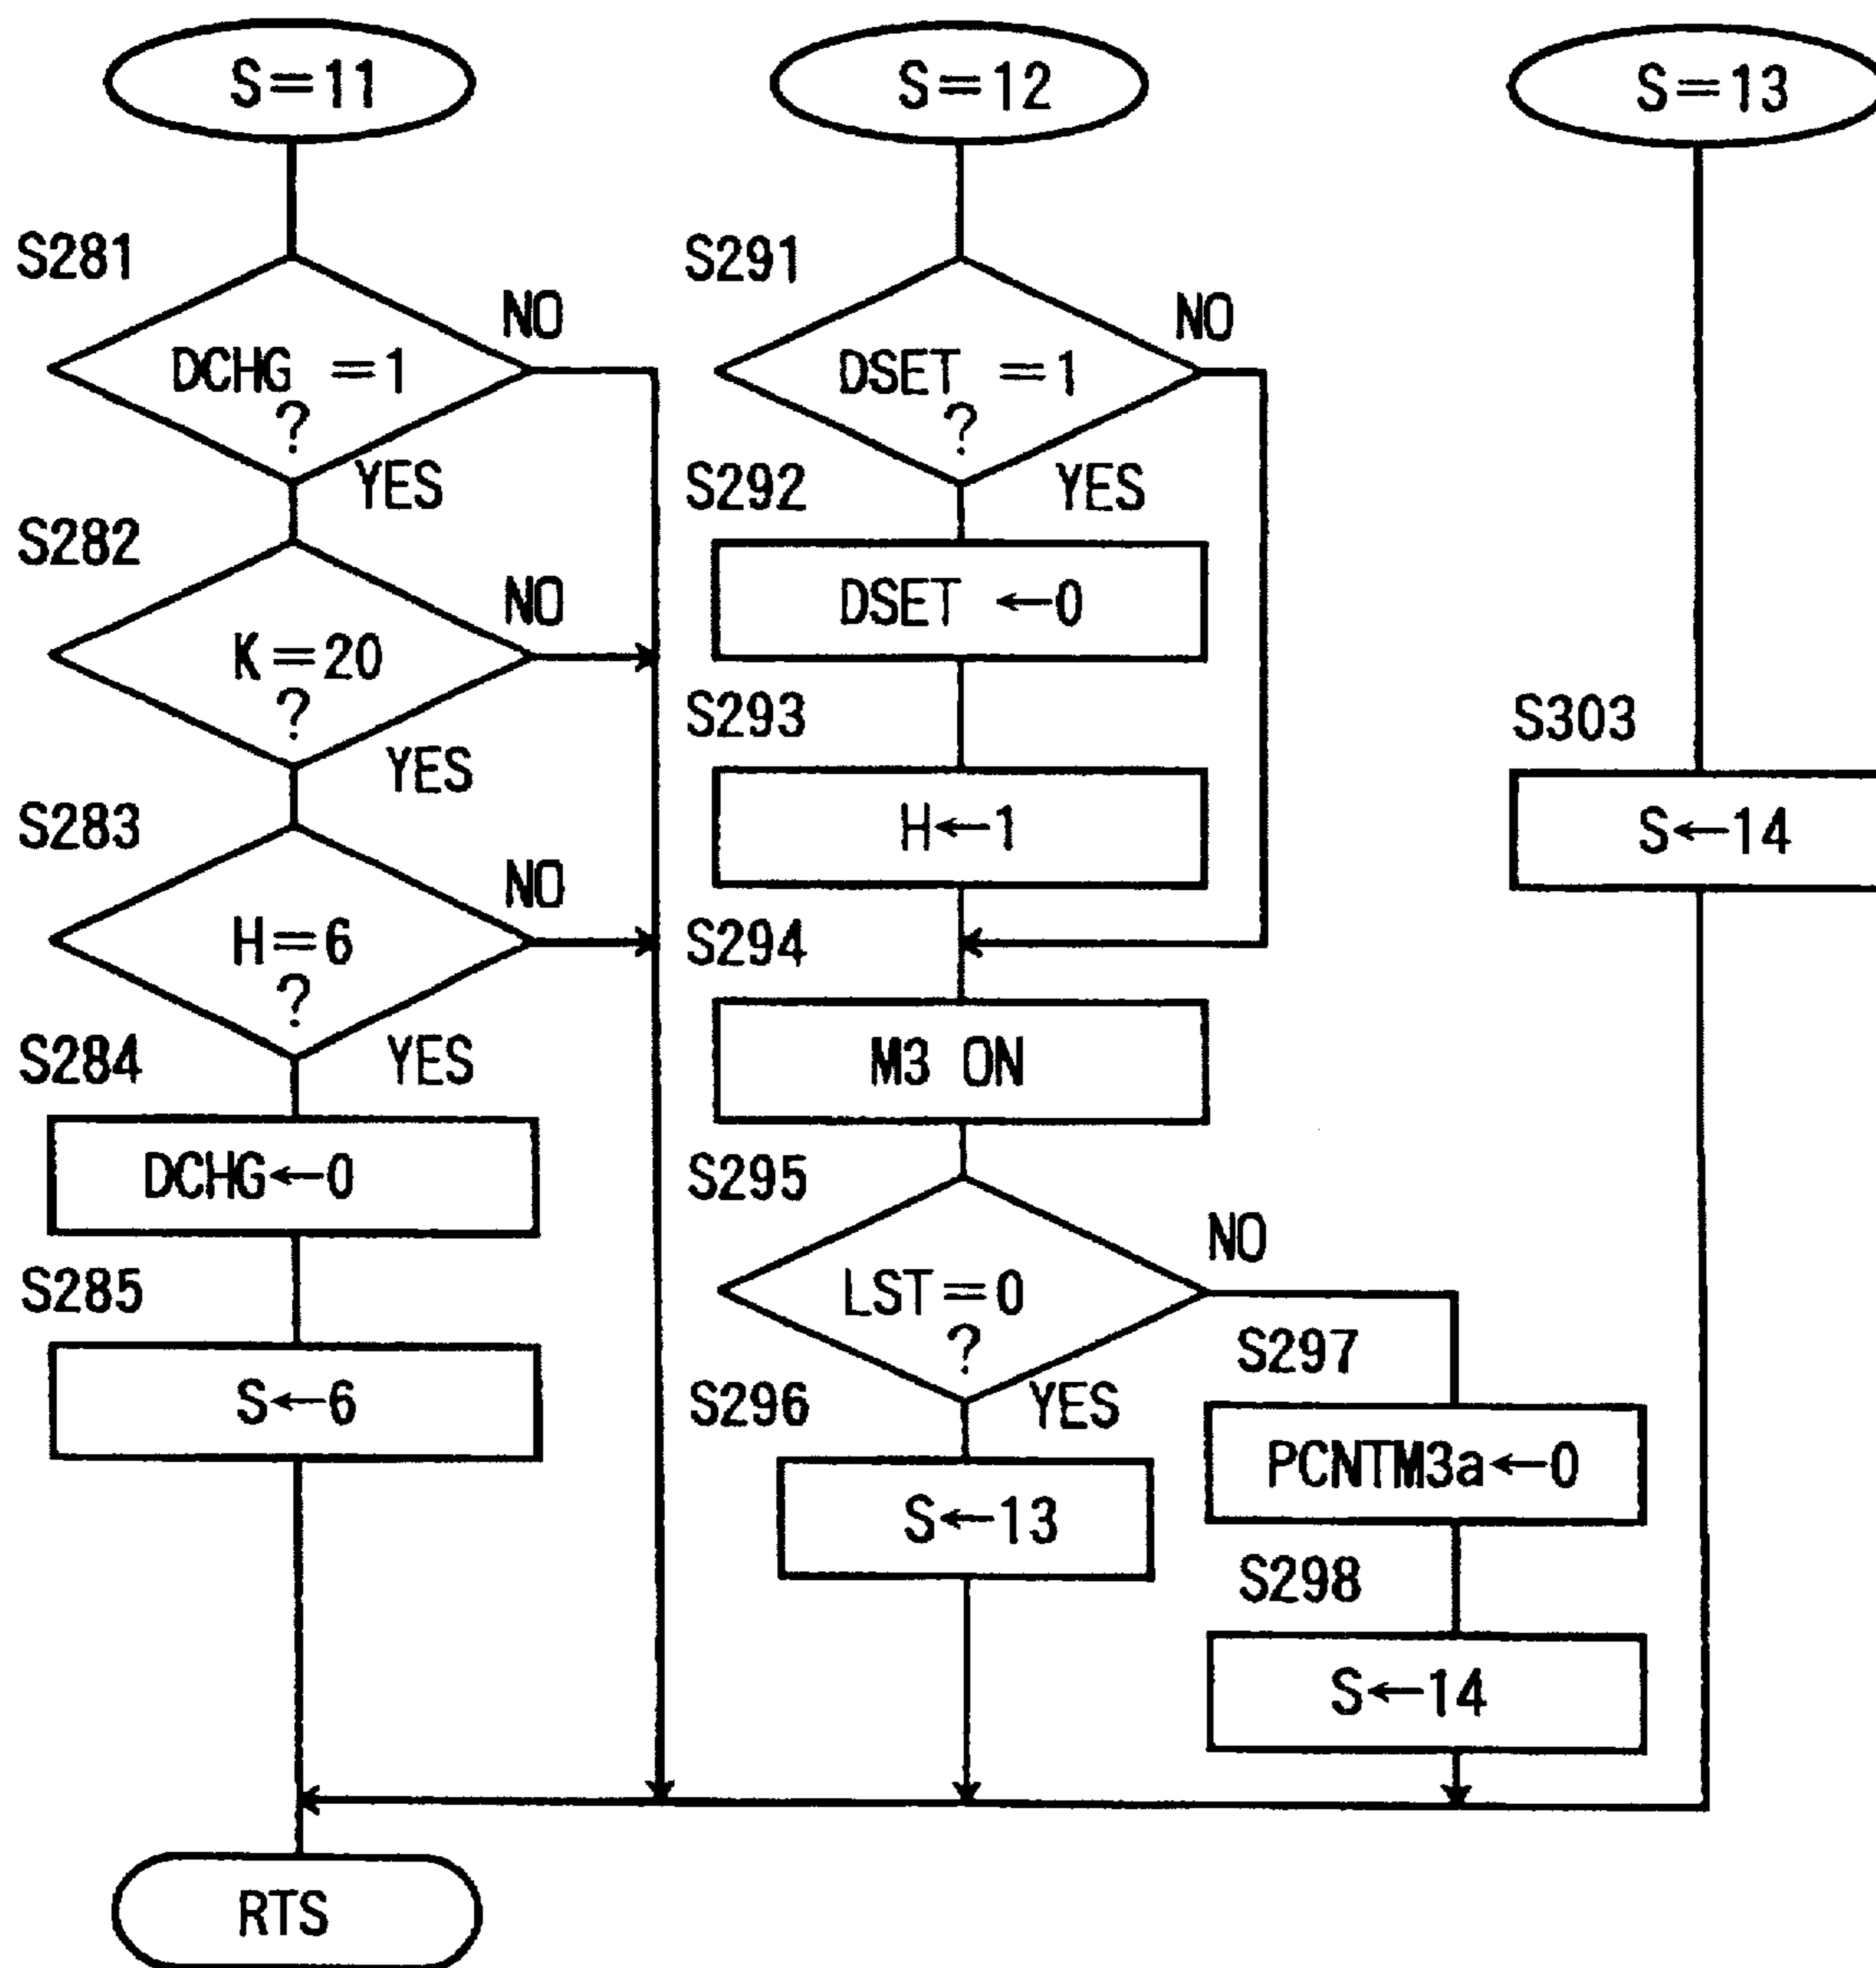 S=11
S281
DCHG =1
?
NO
YES
S282
K=20
?
NO
YES
S283
H=6
?
NO
YES
S284
DCHG←0
S285
S←6
RTS
S=12
S291
DSET =1
?
NO
YES
S292
DSET ←0
S293
H←1
S294
M3 ON
S295
LST=0
?
NO
YES
S296
S←13
S297
PCNTM3a←0
S298
S←14
S=13
S303
S←14